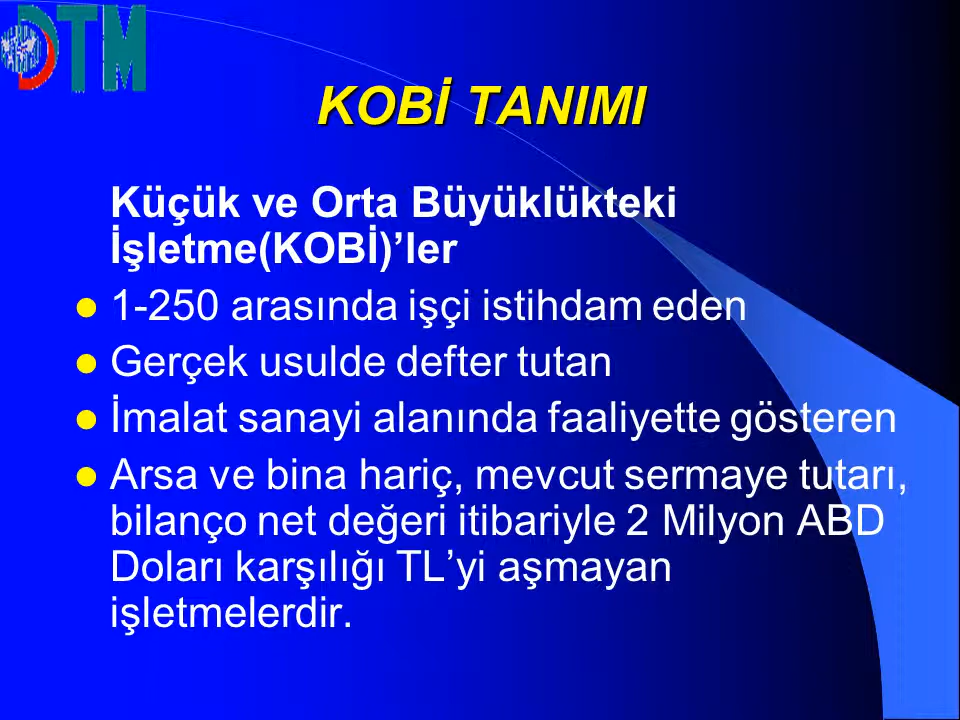 DTM
KOBİ TANIMI
Küçük ve Orta Büyüklükteki
İşletme(KOBİ)’ler
1-250 arasında işçi istihdam eden
Gerçek usulde defter tutan
İmalat sanayi alanında faaliyette gösteren
Arsa ve bina hariç, mevcut sermaye tutarı,
bilanço net değeri itibariyle 2 Milyon ABD
Doları karşılığı TL’yi aşmayan
işletmelerdir.